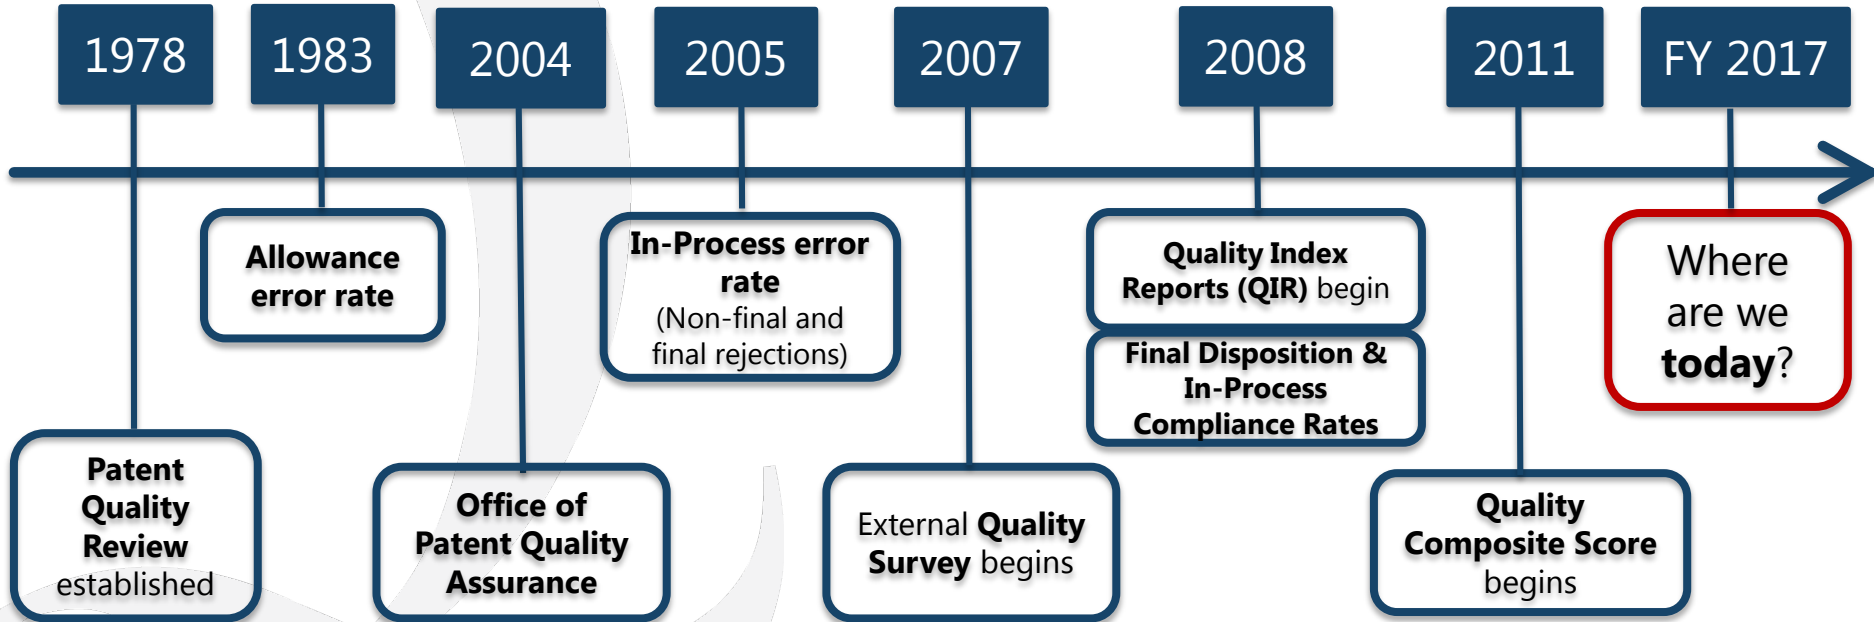 1978
1983
2004
2005
2007
2008
2011
FY 2017
Patent
Quality
Review
established
Allowance
error rate
Office of
Patent Quality
Assurance
In-Process error
rate
(Non-final and
final rejections)
External Quality
Survey begins
Quality Index
Reports (QIR) begin
Final Disposition &
In-Process
Compliance Rates
Quality
Composite Score
begins
Where
are we
today?